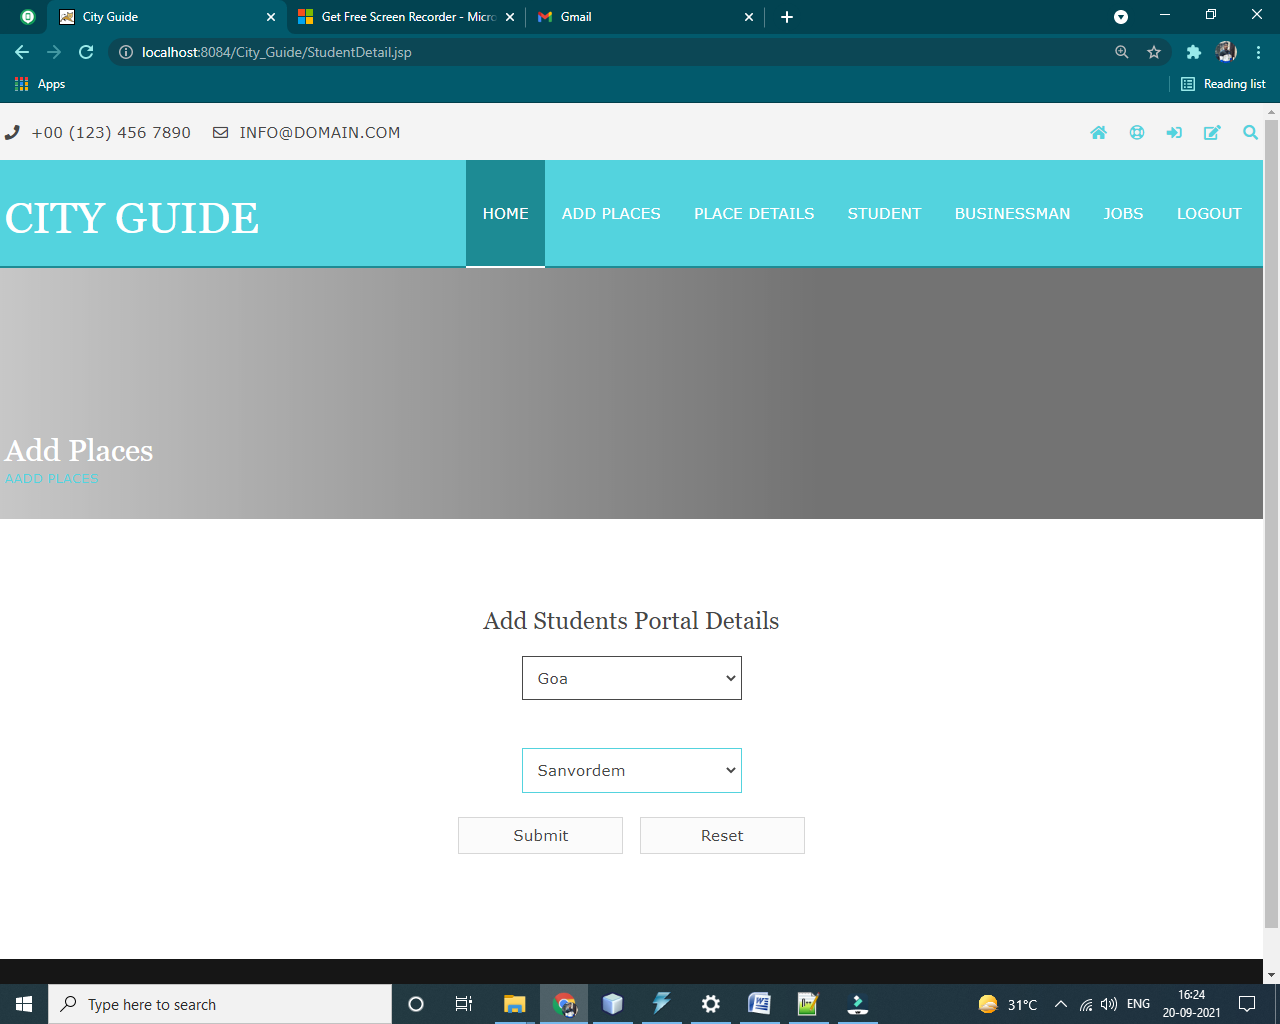 City Guide
Get Free Screen Recorder - Micro
Gmail
localhost:8084/City_Guide/StudentDetail.jsp
Apps
Reading list
+00 (123) 456 7890
INFO@DOMAIN.COM
CITY GUIDE
HOME
ADD PLACES
PLACE DETAILS
STUDENT
BUSINESSMAN
JOBS
LOGOUT
Add Places
AADD PLACES
Add Students Portal Details
Goa
Sanvordem
Submit
Reset
Type here to search
31°C
ENG
16:24
20-09-2021